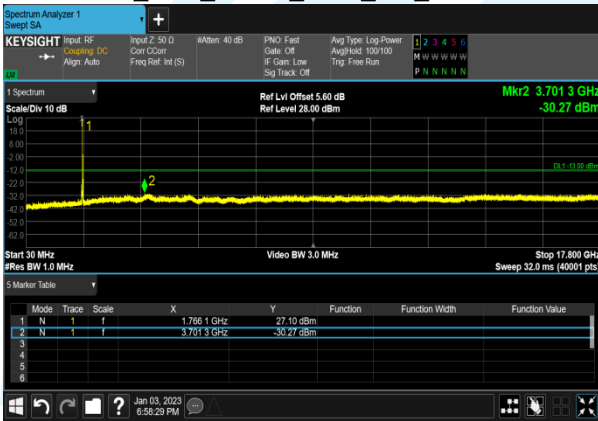 Spectrum Analyzer 1
Swept SA
+
KEYSIGHT Input: RF Input Z: 50 Ω #Atten: 40 dB PNO: Fast Avg Type: Log-Power 1 2 3 4 5 6
Coupling: DC Corr CCorr Gate: Off Avg|Hold: 100/100 M W W W W W
Align: Auto Freq Ref: Int (S) IF Gain: Low Trig: Free Run
Sig Track: Off P N N N N N
1 Spectrum Ref Lvl Offset 5.60 dB Mkr2 3.701 3 GHz
Scale/Div 10 dB Ref Level 28.00 dBm -30.27 dBm
Log
18.0
8.00
-2.00
-12.0
-22.0
-32.0
-42.0
-52.0
-62.0
1
2
DL1 -13.00 dBm
Start 30 MHz Video BW 3.0 MHz Stop 17.800 GHz
#Res BW 1.0 MHz Sweep 32.0 ms (40001 pts)
5 Marker Table
Mode Trace Scale X Y Function Function Width Function Value
1 N 1 f 1.766 1 GHz 27.10 dBm
2 N 1 f 3.701 3 GHz -30.27 dBm
3
4
5
6
? Jan 03, 2023
6:58:29 PM